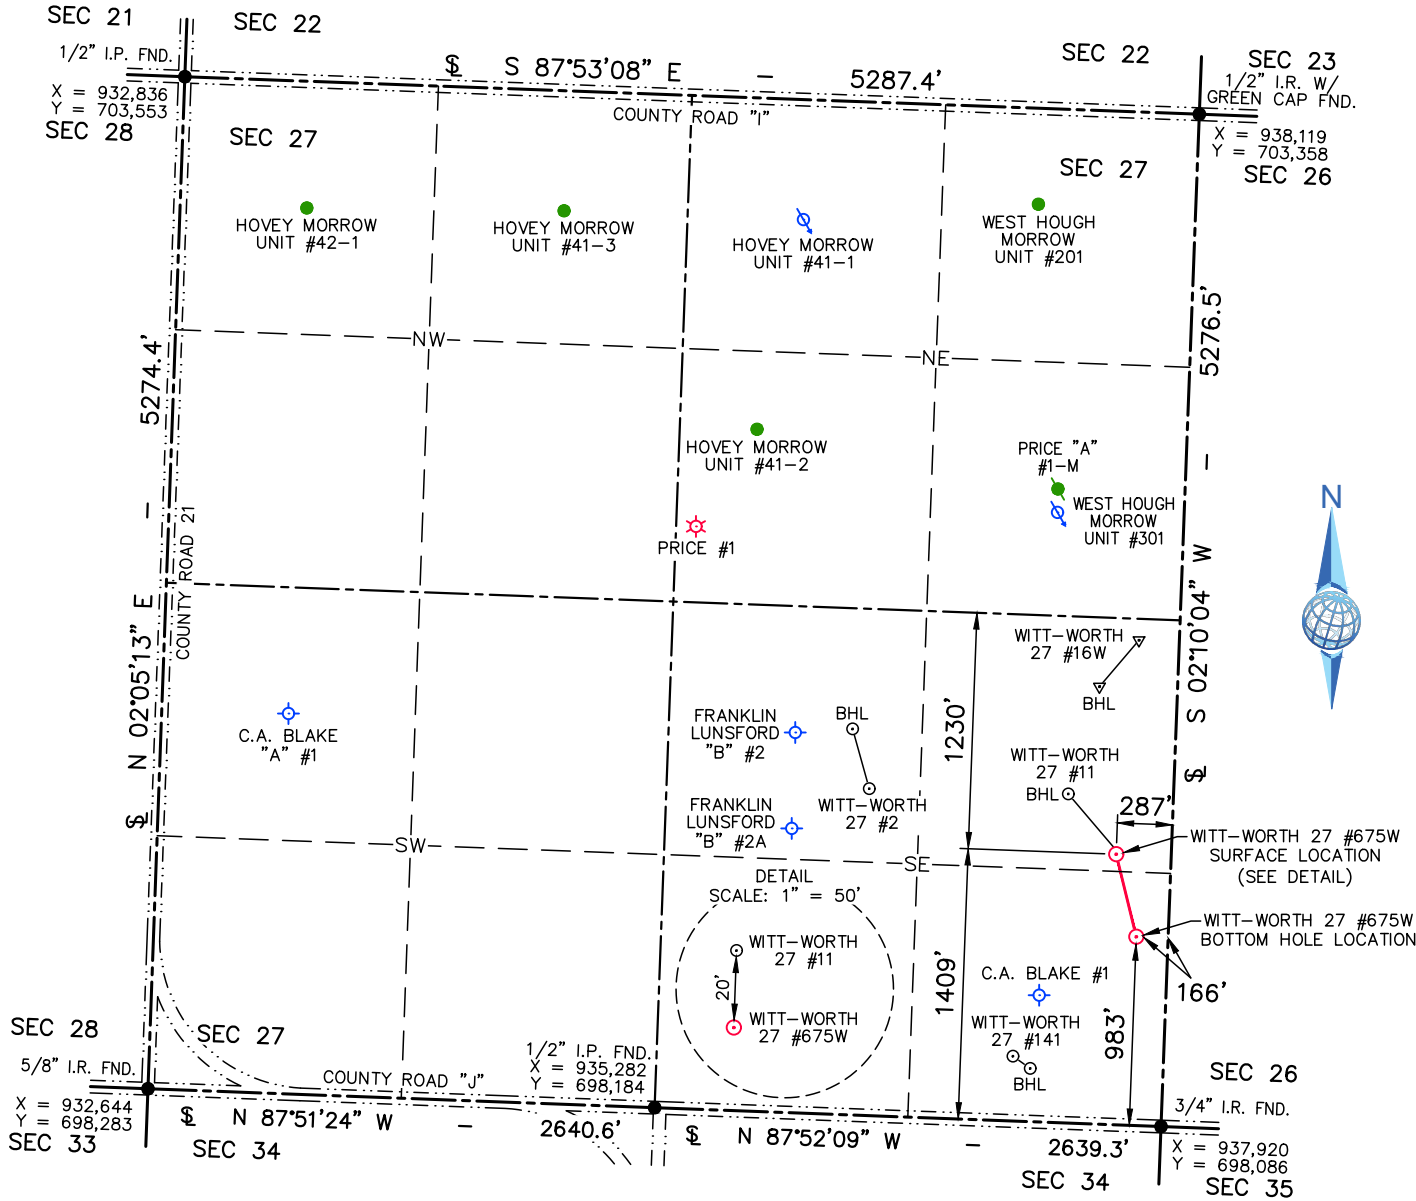 SEC 21
SEC 22
1/2" I.P. FND.
X = 932,836
Y = 703,553
SEC 28
SEC 27
S 87°53'08" E - 5287.4'
COUNTY ROAD "I"
SEC 22
SEC 23
1/2" I.R. W/
GREEN CAP FND.
X = 938,119
Y = 703,358
SEC 26
SEC 27
HOVEY MORROW
UNIT #42-1
HOVEY MORROW
UNIT #41-3
HOVEY MORROW
UNIT #41-1
WEST HOUGH
MORROW
UNIT #201
NW
NE
5274.4'
5276.5'
HOVEY MORROW
UNIT #41-2
PRICE "A"
#1-M
WEST HOUGH
MORROW
UNIT #301
PRICE #1
N
COUNTY ROAD 21
N 02°05'13" E -
S 02°10'04" W -
WITT-WORTH
27 #16W
BHL
C.A. BLAKE
"A" #1
FRANKLIN
LUNSFORD
"B" #2
BHL
WITT-WORTH
27 #2
1230'
WITT-WORTH
27 #11
BHL
287'
FRANKLIN
LUNSFORD
"B" #2A
SW
SE
WITT-WORTH 27 #675W
SURFACE LOCATION
(SEE DETAIL)
WITT-WORTH 27 #675W
BOTTOM HOLE LOCATION
166'
DETAIL
SCALE: 1" = 50'
WITT-WORTH
27 #11
20'
WITT-WORTH
27 #675W
1409'
C.A. BLAKE #1
WITT-WORTH
27 #141
BHL
983'
SEC 28
SEC 27
5/8" I.R. FND.
X = 932,644
Y = 698,283
SEC 33
SEC 34
COUNTY ROAD "J"
N 87°51'24" W - 2640.6'
1/2" I.P. FND.
X = 935,282
Y = 698,184
N 87°52'09" W - 2639.3'
SEC 26
3/4" I.R. FND.
X = 937,920
Y = 698,086
SEC 34
SEC 35